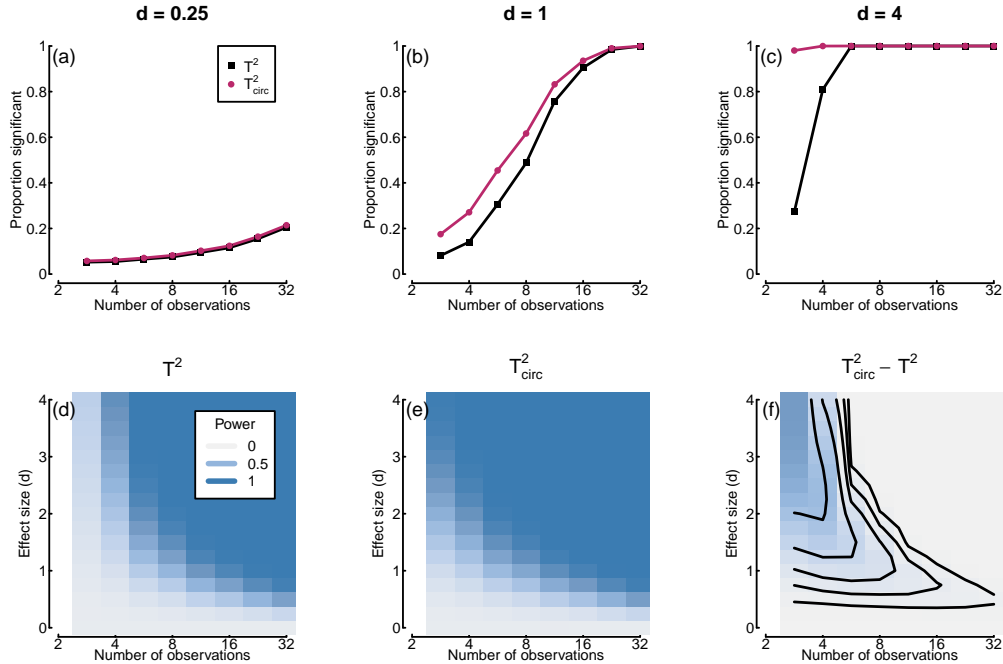 d = 0.25
d = 1
d = 4
(a)
T²
T²circ
Proportion significant
0
0.2
0.4
0.6
0.8
1
2
4
8
16
32
Number of observations
(b)
Proportion significant
0
0.2
0.4
0.6
0.8
1
2
4
8
16
32
Number of observations
(c)
Proportion significant
0
0.2
0.4
0.6
0.8
1
2
4
8
16
32
Number of observations
T²
(d)
Power
0
0.5
1
Effect size (d)
0
1
2
3
4
2
4
8
16
32
Number of observations
T²circ
(e)
Effect size (d)
0
1
2
3
4
2
4
8
16
32
Number of observations
T²circ − T²
(f)
Effect size (d)
0
1
2
3
4
2
4
8
16
32
Number of observations